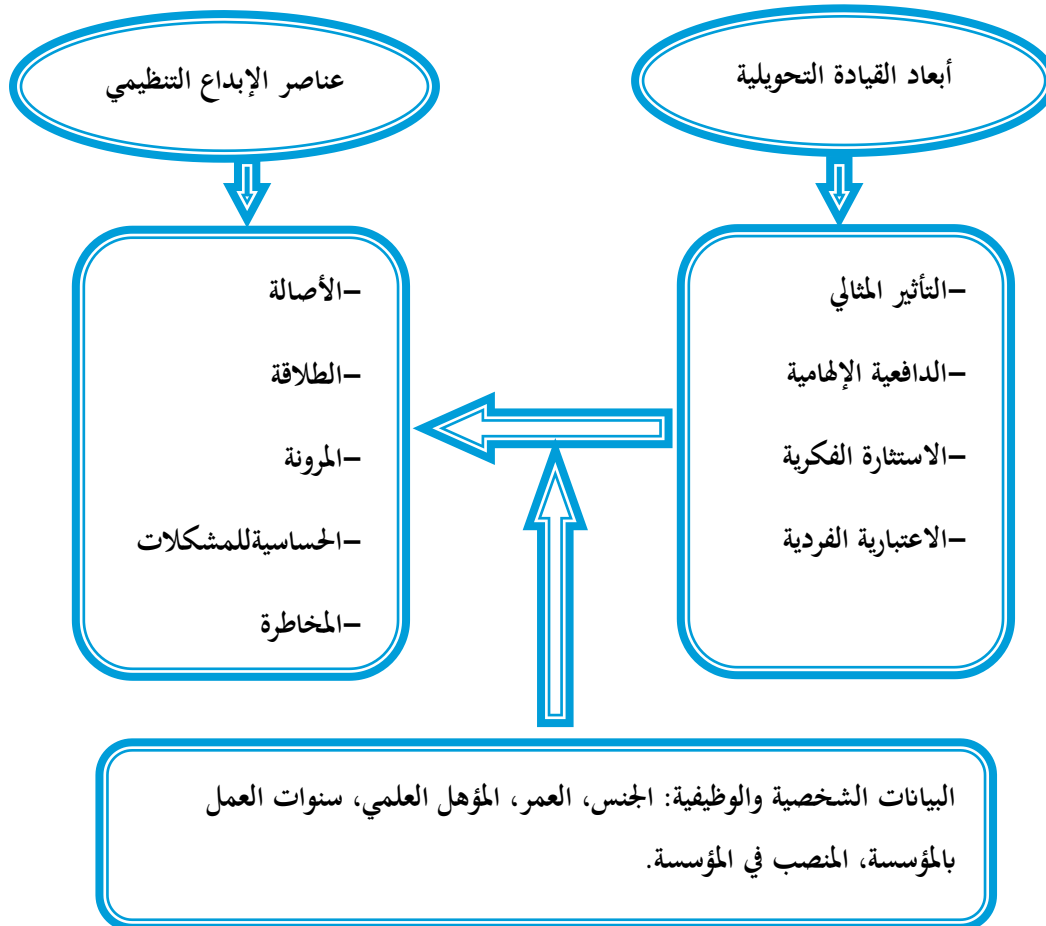 أبعاد القيادة التحويلية
عناصر الإبداع التنظيمي
–التأثير المثالي
–الدافعية الإلهامية
–الاستثارة الفكرية
–الاعتبارية الفردية
–الأصالة
–الطلاقة
–المرونة
–الحساسيةللمشكلات
–المخاطرة
البيانات الشخصية والوظيفية: الجنس، العمر، المؤهل العلمي، سنوات العمل
بالمؤسسة، المنصب في المؤسسة.